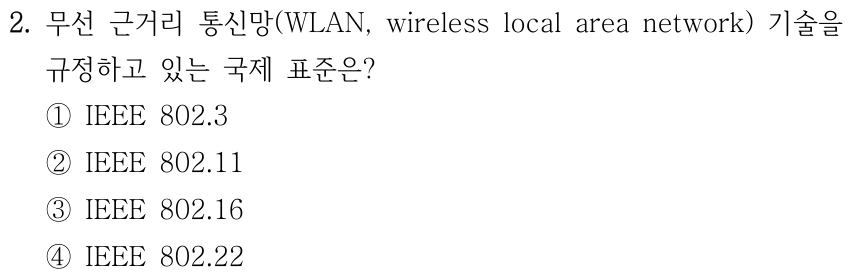 2. 무선 근거리 통신망(WLAN, wireless local area network) 기술을
규정하고 있는 국제 표준은?
① IEEE 802.3
② IEEE 802.11
③ IEEE 802.16
④ IEEE 802.22